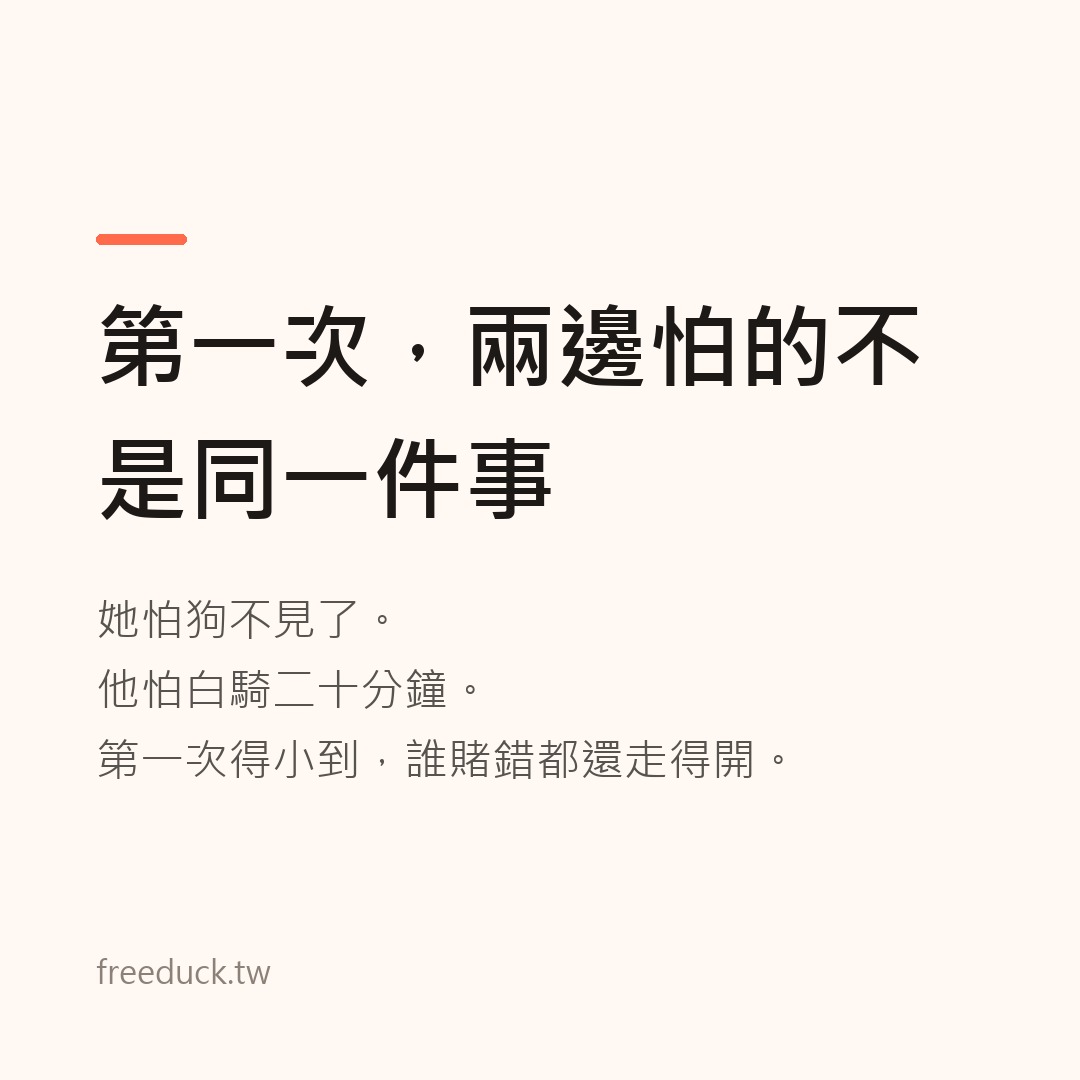 第一次，兩邊怕的不
是同一件事
她怕狗不見了。
他怕白騎二十分鐘。
第一次得小到，誰賭錯都還走得開。
freeduck.tw